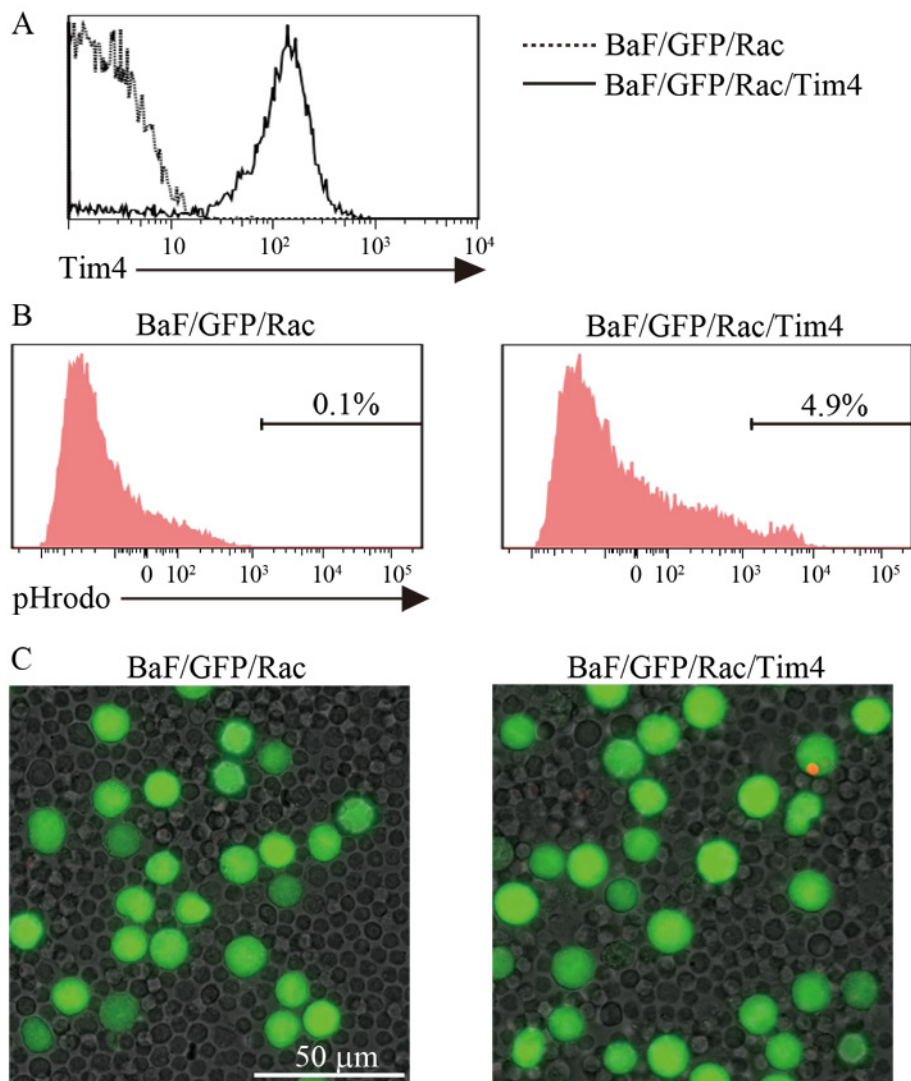 A
BaF/GFP/Rac
BaF/GFP/Rac/Tim4
10 10² 10³ 10⁴
Tim4
B
BaF/GFP/Rac BaF/GFP/Rac/Tim4
0.1% 4.9%
0 10² 10³ 10⁴ 10⁵ 0 10² 10³ 10⁴ 10⁵
pHrodo
C
BaF/GFP/Rac BaF/GFP/Rac/Tim4
50 μm